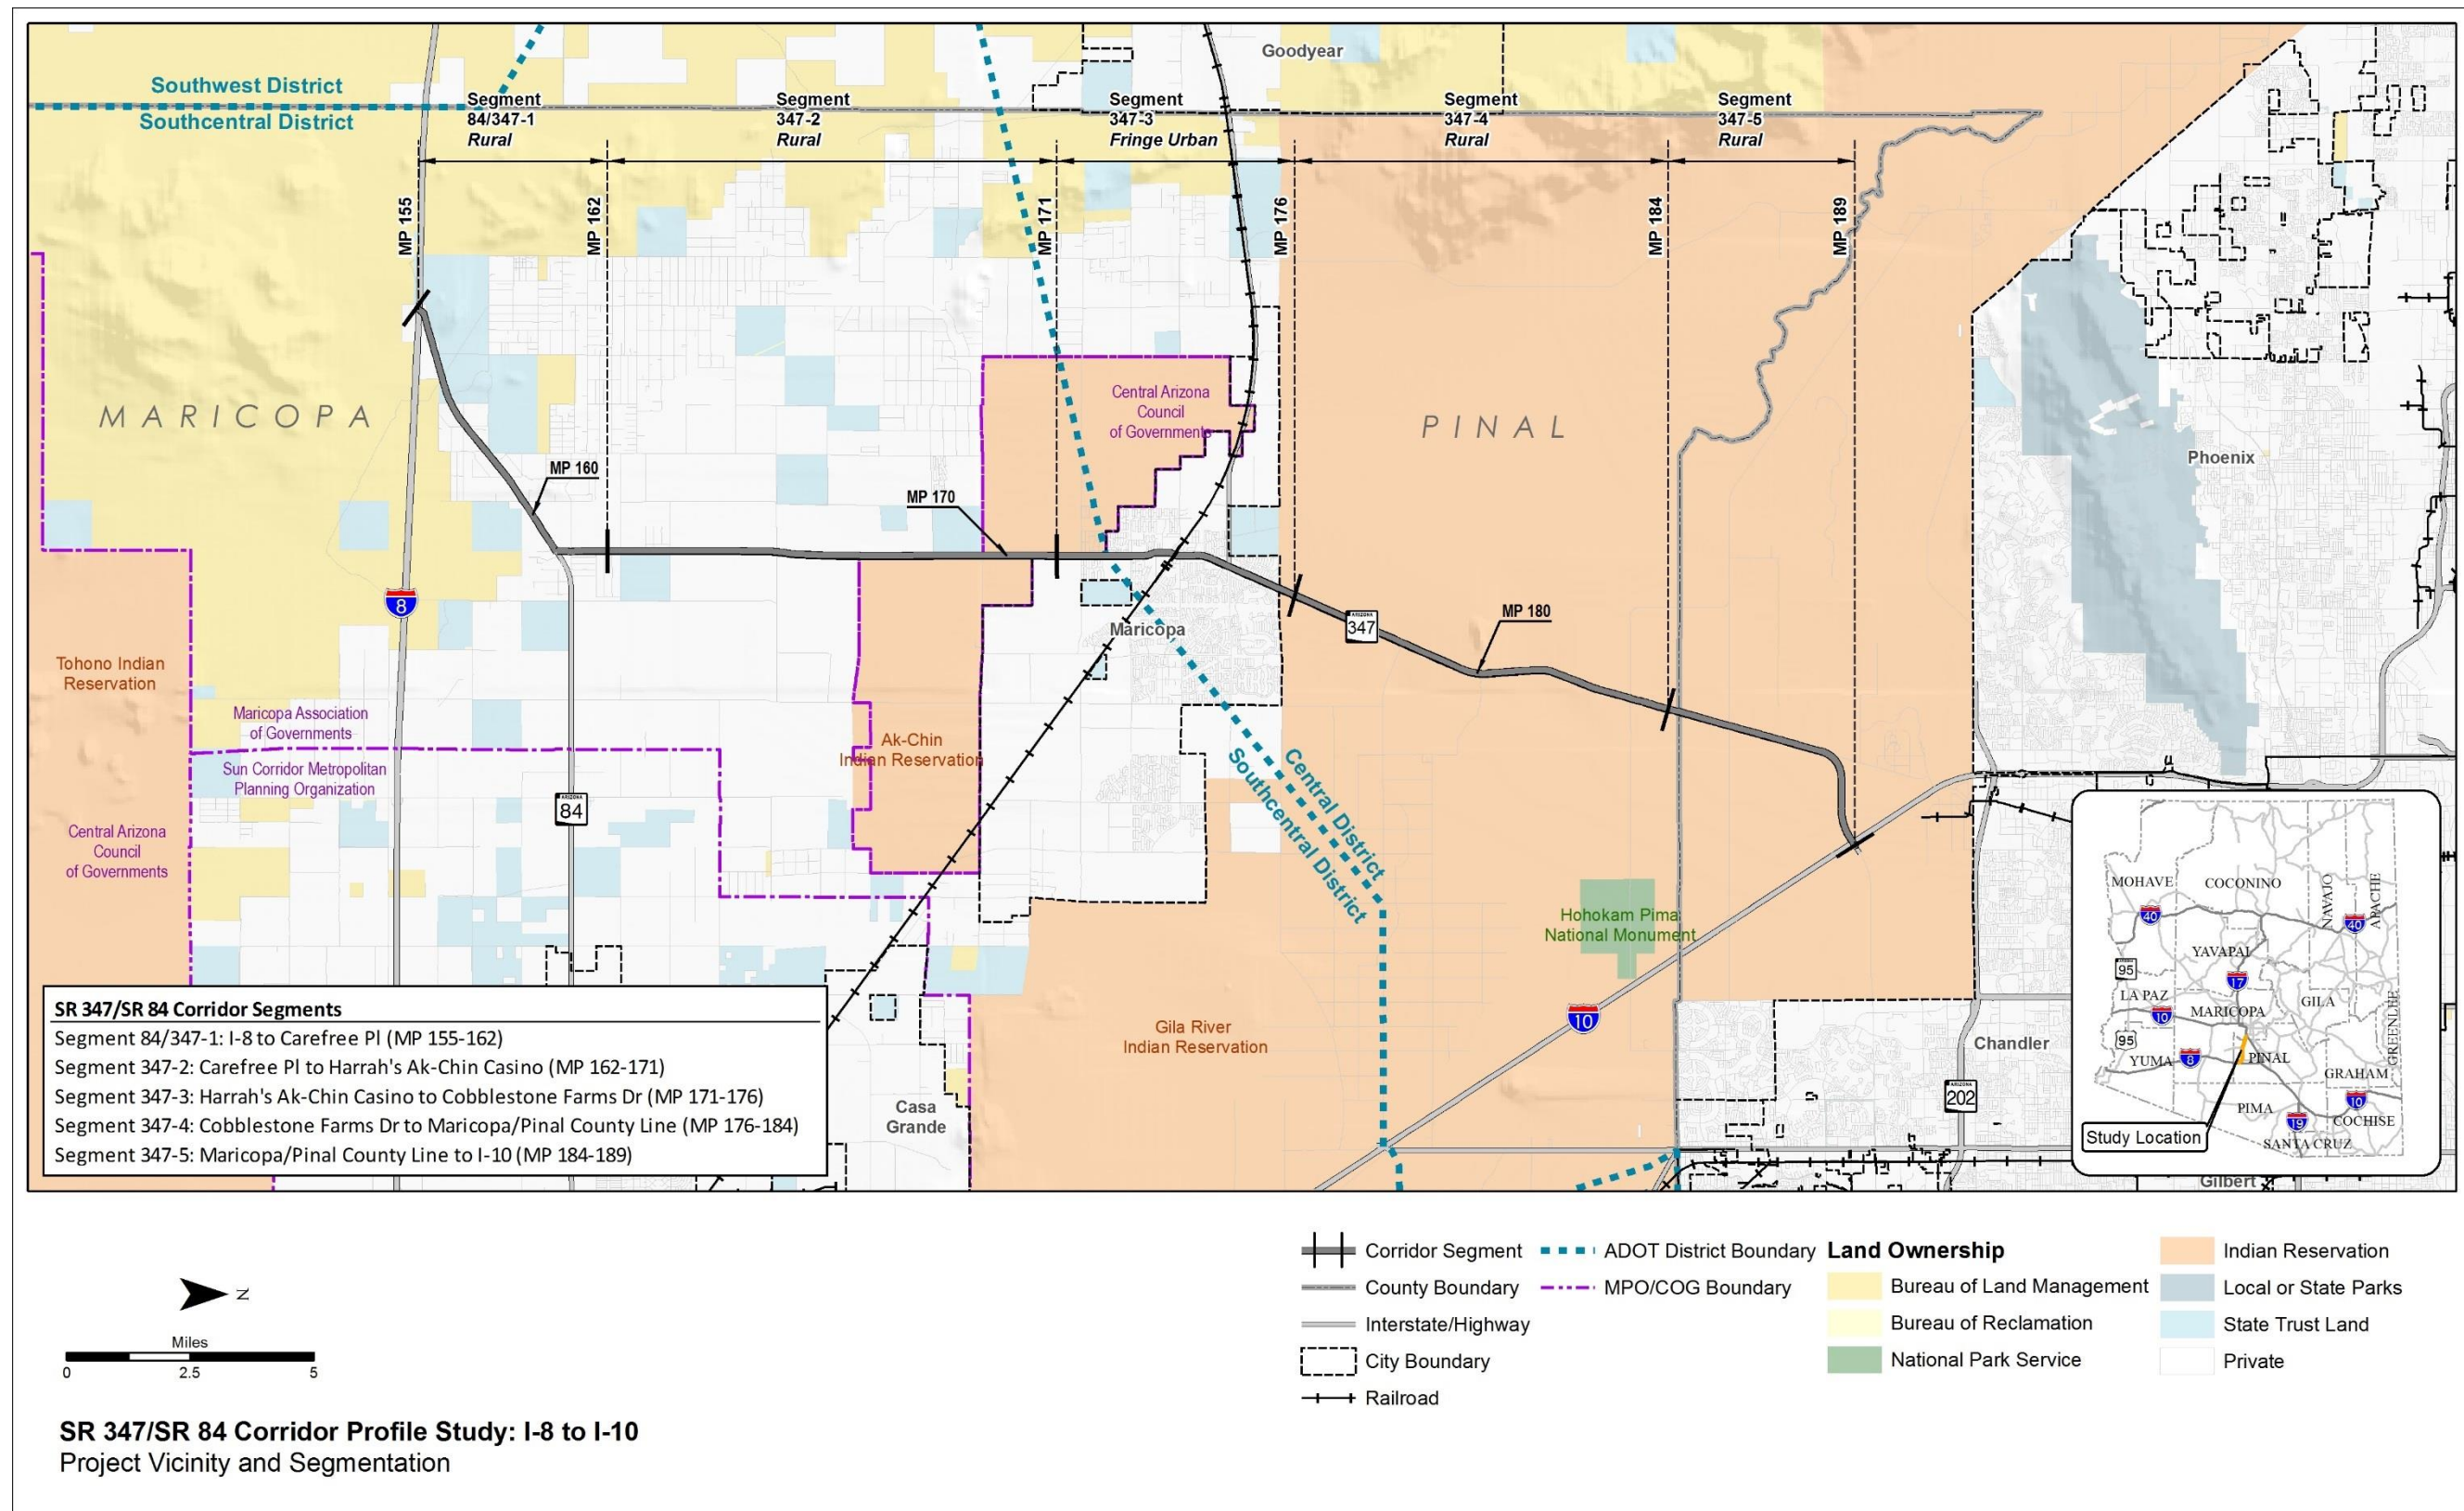 Goodyear
Southwest District
Southcentral District
Segment
84/347-1
Rural
Segment
347-2
Rural
Segment
347-3
Fringe Urban
Segment
347-4
Rural
Segment
347-5
Rural
MP 155
MP 162
MP 171
MP 176
MP 184
MP 189
MARICOPA
PINAL
Central Arizona
Council
of Governments
Phoenix
MP 160
MP 170
MP 180
8
ARIZONA
347
Maricopa
Tohono Indian
Reservation
Maricopa Association
of Governments
Sun Corridor Metropolitan
Planning Organization
Ak-Chin
Indian Reservation
Central District
Southcentral District
ARIZONA
84
Central Arizona
Council
of Governments
Hohokam Pima
National Monument
10
Gila River
Indian Reservation
Chandler
ARIZONA
202
Casa
Grande
Gilbert
SR 347/SR 84 Corridor Segments
Segment 84/347-1: I-8 to Carefree Pl (MP 155-162)
Segment 347-2: Carefree Pl to Harrah's Ak-Chin Casino (MP 162-171)
Segment 347-3: Harrah's Ak-Chin Casino to Cobblestone Farms Dr (MP 171-176)
Segment 347-4: Cobblestone Farms Dr to Maricopa/Pinal County Line (MP 176-184)
Segment 347-5: Maricopa/Pinal County Line to I-10 (MP 184-189)
MOHAVE
COCONINO
NAVAJO
APACHE
40
40
YAVAPAI
95
17
LA PAZ
GILA
10
MARICOPA
GREENLEE
95
YUMA
8
PINAL
GRAHAM
10
PIMA
19
COCHISE
SANTA CRUZ
Study Location
N
Miles
0 2.5 5
Corridor Segment
County Boundary
Interstate/Highway
City Boundary
Railroad
ADOT District Boundary
MPO/COG Boundary
Land Ownership
Bureau of Land Management
Bureau of Reclamation
National Park Service
Indian Reservation
Local or State Parks
State Trust Land
Private
SR 347/SR 84 Corridor Profile Study: I-8 to I-10
Project Vicinity and Segmentation